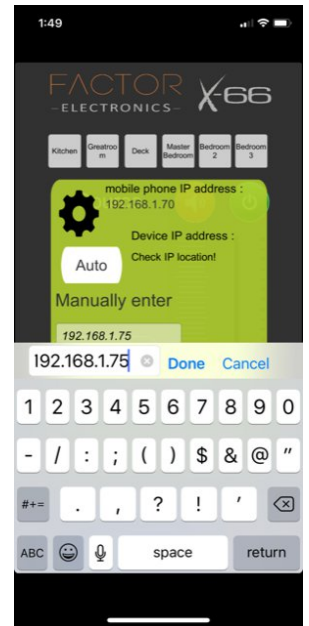 1:49
FACTOR X-66
-ELECTRONICS-
Kitchen Greatroo m Deck Master Bedroom Bedroom 2 Bedroom 3
mobile phone IP address :
192.168.1.70
Device IP address :
Auto Check IP location!
Manually enter
192.168.1.75
192.168.1.75 Done Cancel
1 2 3 4 5 6 7 8 9 0
- / : ; ( ) $ & @ "
#+= . , ? ! '
ABC space return